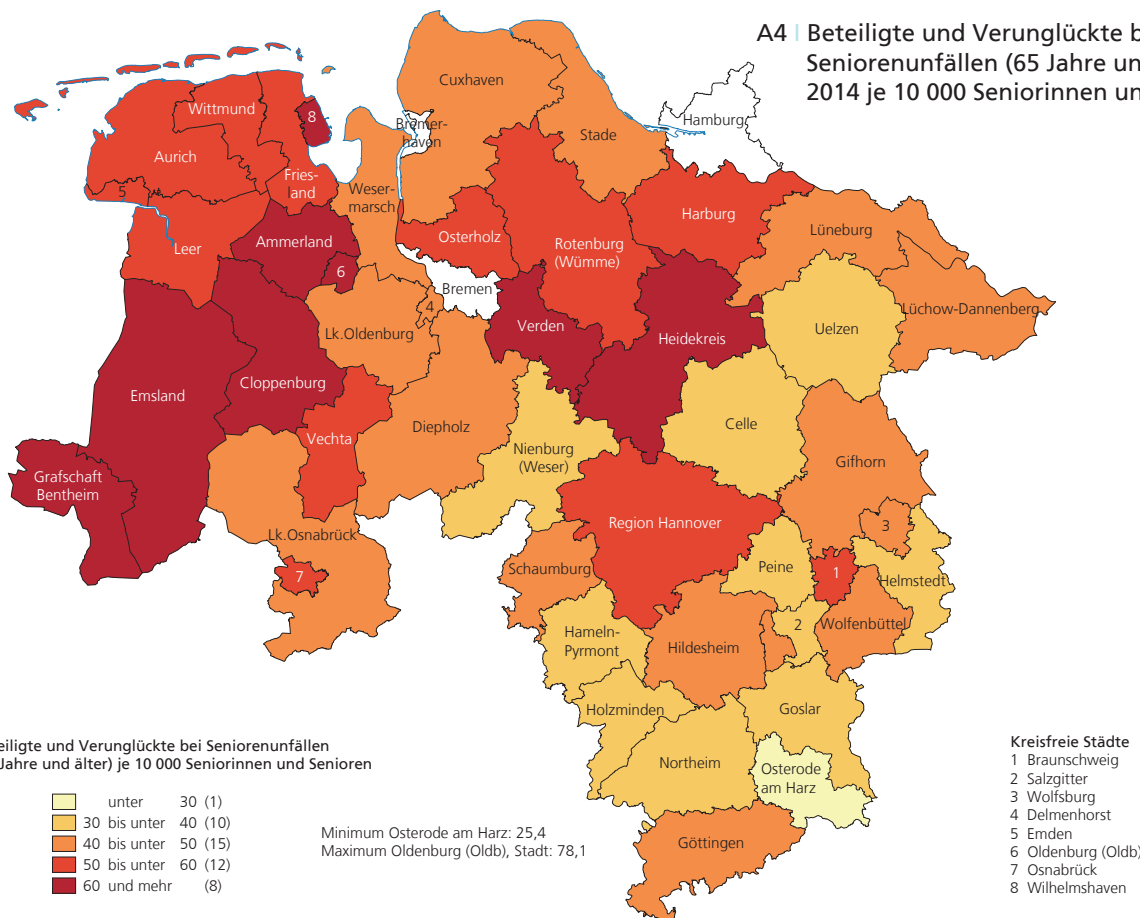 A4 | Beteiligte und Verunglückte b
Seniorenunfällen (65 Jahre un
2014 je 10 000 Seniorinnen un
Cuxhaven
Wittmund
8
Bremer-
haven
Hamburg
Stade
Aurich
Fries-
land
5
Weser-
marsch
Harburg
Lüneburg
Osterholz
Rotenburg
(Wümme)
Ammerland
Leer
6
Bremen
Lüchow-Dannenberg
4
Verden
Uelzen
Lk.Oldenburg
Heidekreis
Cloppenburg
Emsland
Celle
Diepholz
Vechta
Nienburg
(Weser)
Gifhorn
Grafschaft
Bentheim
Region Hannover
3
Lk.Osnabrück
Schaumburg
Peine
1
Helmstedt
7
2
Wolfenbüttel
Hameln-
Pyrmont
Hildesheim
Holzminden
Goslar
Northeim
Osterode
am Harz
Göttingen
eiligte und Verunglückte bei Seniorenunfällen
Jahre und älter) je 10 000 Seniorinnen und Senioren
unter 30 (1)
30 bis unter 40 (10)
40 bis unter 50 (15)
50 bis unter 60 (12)
60 und mehr (8)
Minimum Osterode am Harz: 25,4
Maximum Oldenburg (Oldb), Stadt: 78,1
Kreisfreie Städte
1 Braunschweig
2 Salzgitter
3 Wolfsburg
4 Delmenhorst
5 Emden
6 Oldenburg (Oldb)
7 Osnabrück
8 Wilhelmshaven